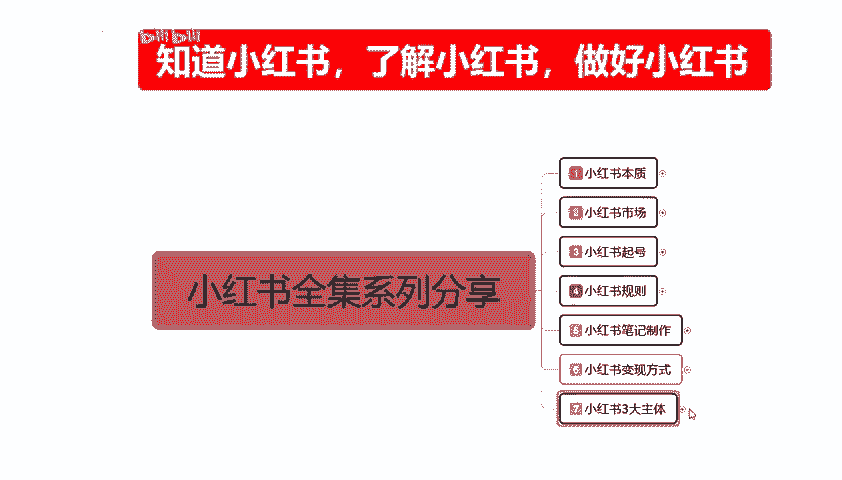 bilibili
知道小红书，了解小红书，做好小红书
小红书全集系列分享
1 小红书本质
2 小红书市场
3 小红书起号
4 小红书规则
5 小红书笔记制作
6 小红书变现方式
7 小红书3大主体